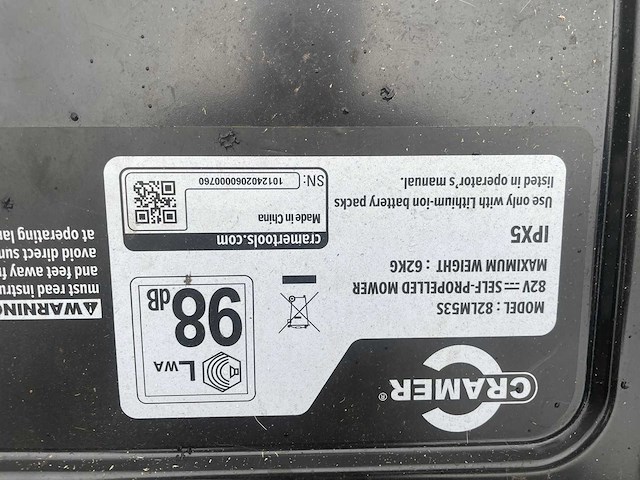 CRAMER®
MODEL : 82LM53S
82V⎓SELF-PROPELLED MOWER
MAXIMUM WEIGHT : 62KG
IPX5
Use only with Lithium-ion battery packs
listed in operator's manual.
LWA
98
dB
cramertools.com
Made in China
SN: 1012402060000760
WARNING
must read instru
and feet away f
avoid direct sun
at operating lan